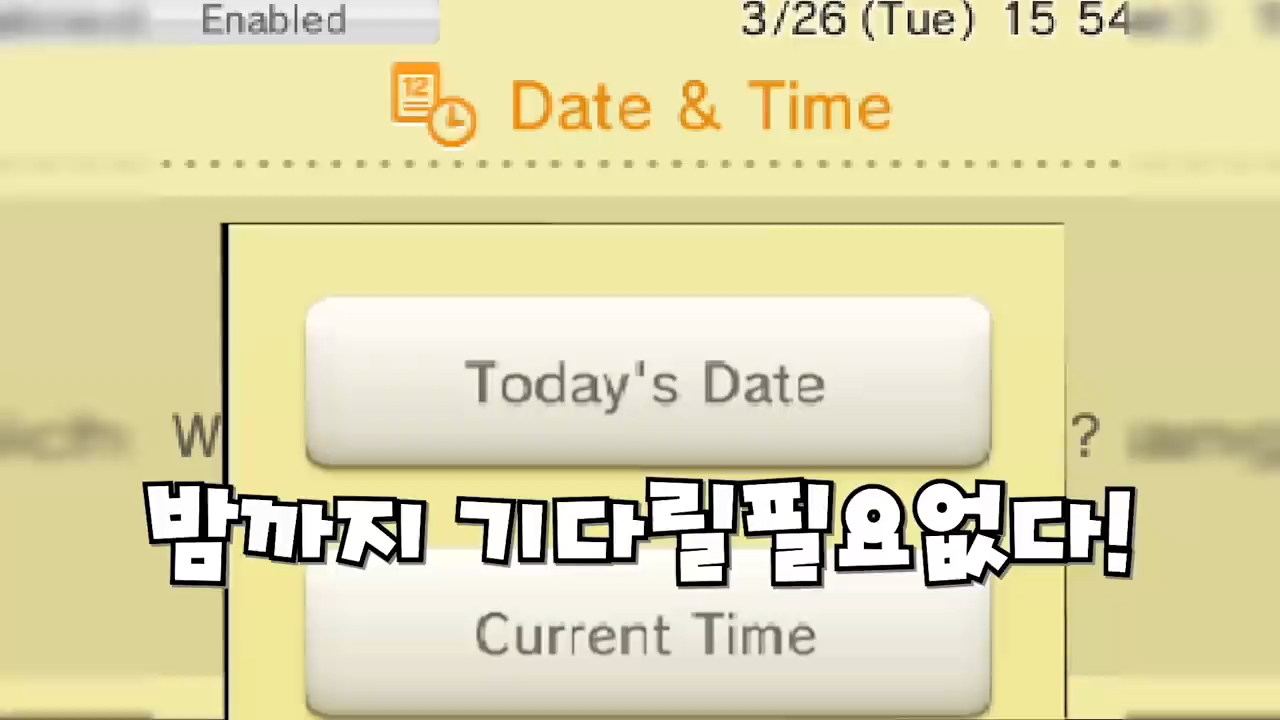 Enabled 3/26 (Tue) 15 54
12
Date & Time
Today's Date
W ?
밤까지 기다릴필요없다!
Current Time